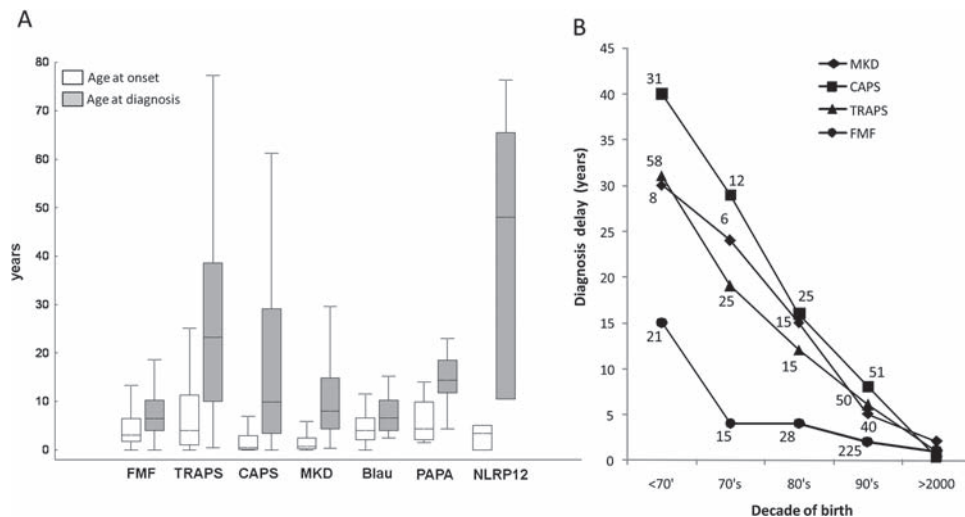 A
80
70
60
50
40
30
20
10
0
years
Age at onset
Age at diagnosis
FMF TRAPS CAPS MKD Blau PAPA NLRP12
B
45
40
35
30
25
20
15
10
5
0
Diagnosis delay (years)
MKD
CAPS
TRAPS
FMF
31
58
8
21
12
6
25
15
25
15
15
28
51
50
40
225
<70' 70's 80's 90's >2000
Decade of birth